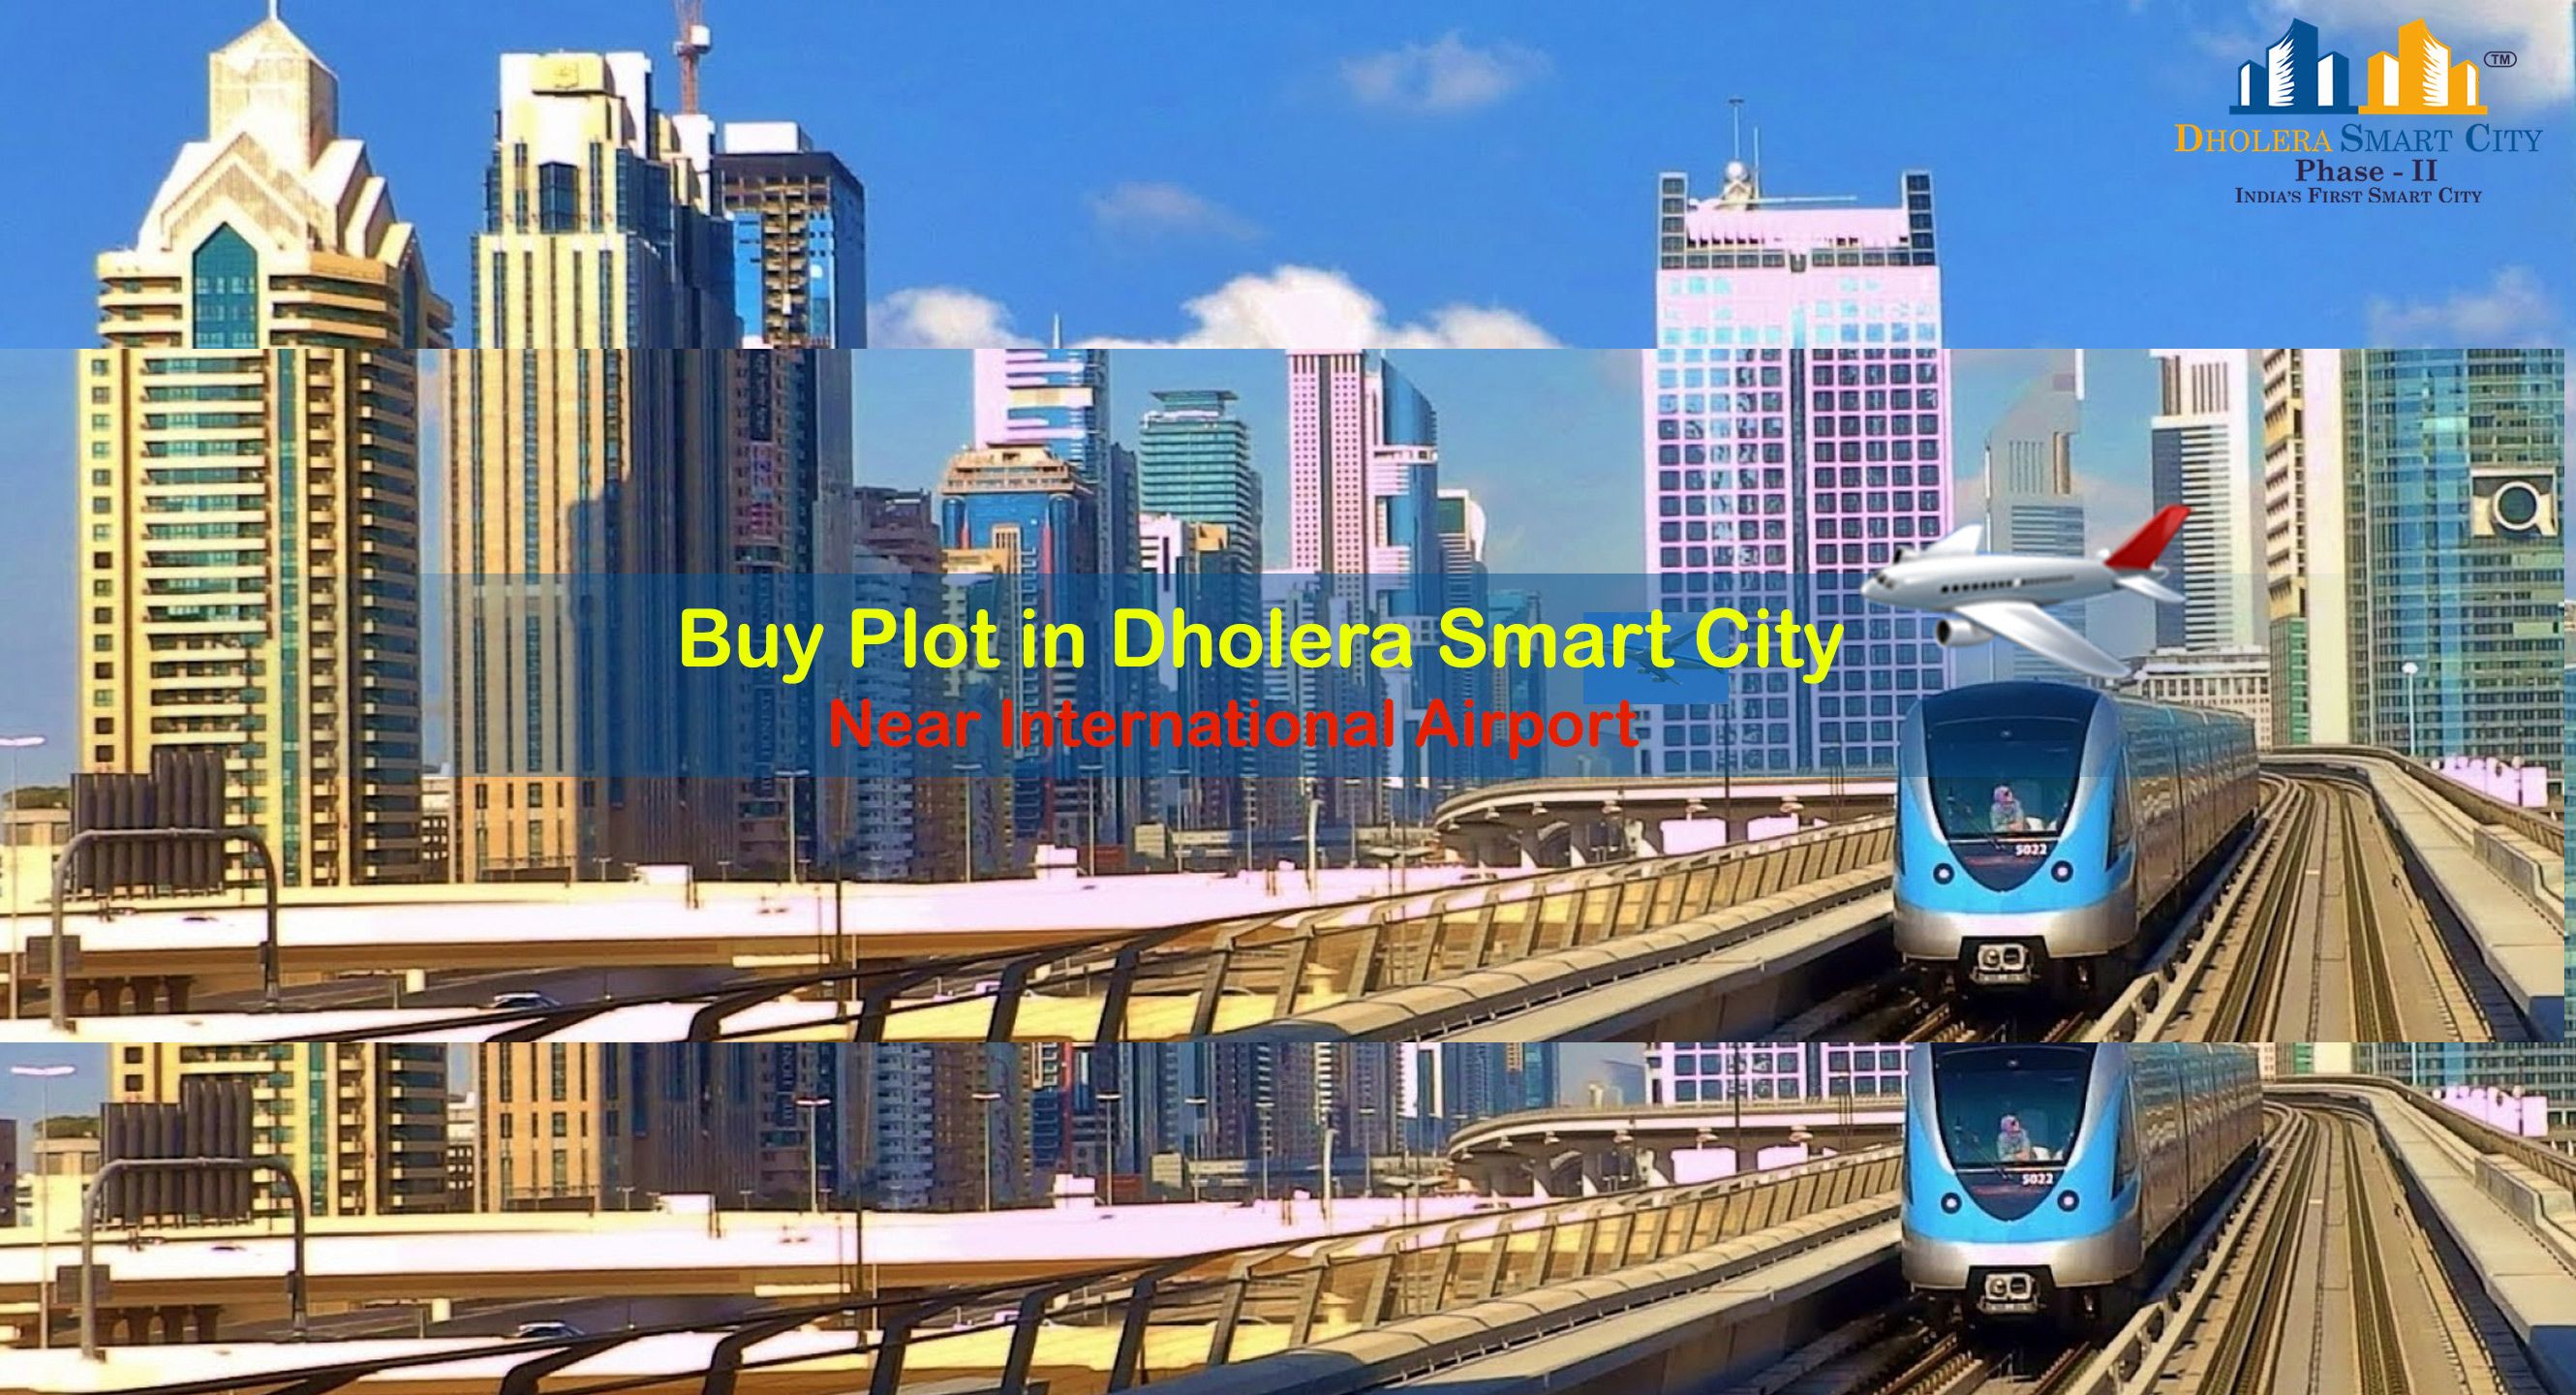 TM
DHOLERA SMART CITY
Phase - II
INDIA'S FIRST SMART CITY
Buy Plot in Dholera Smart City
Near International Airport
5022
5022